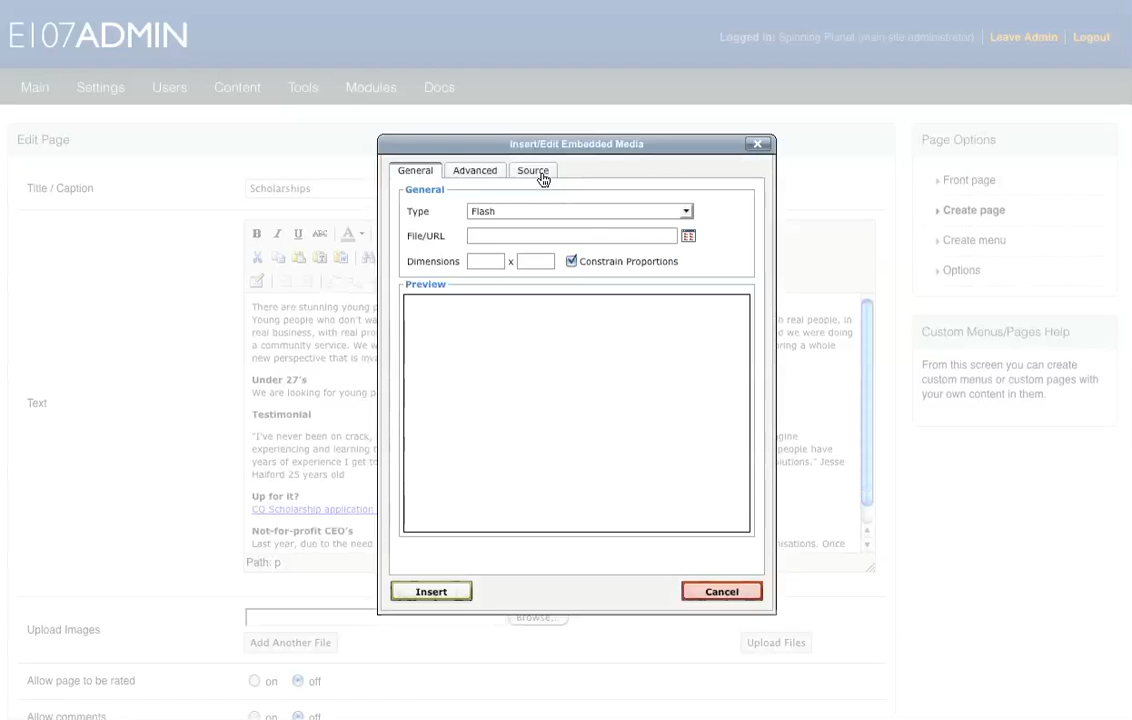 E107ADMIN
Logged in: Spinning Planet (main site administrator) | Leave Admin | Logout
Main Settings Users Content Tools Modules Docs
Edit Page
Title / Caption
Scholarships
Text
There are stunning young p
Young people who don't wa
real business, with real pro
a community service. We w
new perspective that is inva
h real people, in
d we were doing
ring a whole
Under 27's
We are looking for young p
Testimonial
"I've never been on crack,
experiencing and learning t
years of experience I get to
Halford 25 years old
gine
people have
olutions." Jesse
Up for it?
CQ Scholarship application
Not-for-profit CEO's
Last year, due to the need
nisations. Once
Path: p
Upload Images
Browse...
Add Another File
Upload Files
Allow page to be rated
on off
Allow comments
on off
Insert/Edit Embedded Media
General Advanced Source
General
Type Flash
File/URL
Dimensions x Constrain Proportions
Preview
Insert Cancel
Page Options
Front page
Create page
Create menu
Options
Custom Menus/Pages Help
From this screen you can create
custom menus or custom pages with
your own content in them.